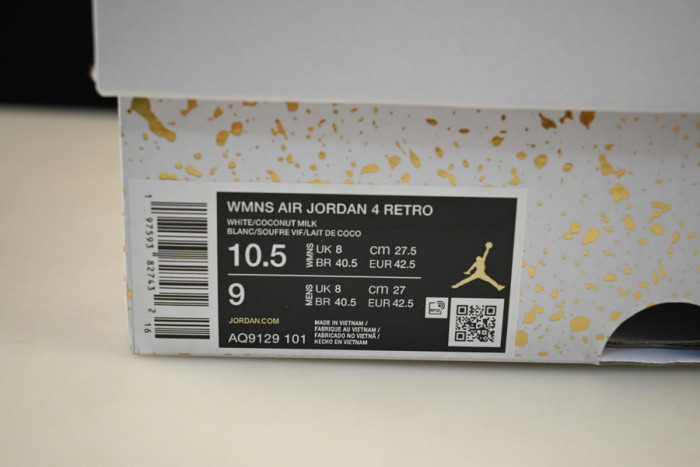 WMNS AIR JORDAN 4 RETRO
WHITE/COCONUT MILK
BLANC/SOUFRE VIF/LAIT DE COCO
10.5 WMNS UK 8 cm 27.5
BR 40.5 EUR 42.5
9 MENS UK 8 cm 27
BR 40.5 EUR 42.5
JORDAN.COM
AQ9129 101
MADE IN VIETNAM /
FABRIQUE AU VIETNAM /
FABRICADO NO VIETNÃ /
HECHO EN VIETNAM
1 97593 82743 2 16